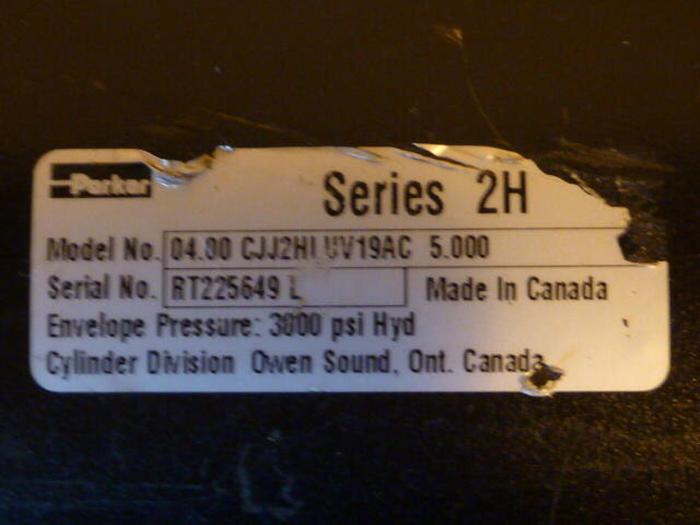 Parker
Series 2H
Model No. 04.00 5.000
Serial No. RT225649 L Made In Canada
Envelope Pressure: 3000 psi Hyd
Cylinder Division Owen Sound, Ont. Canada